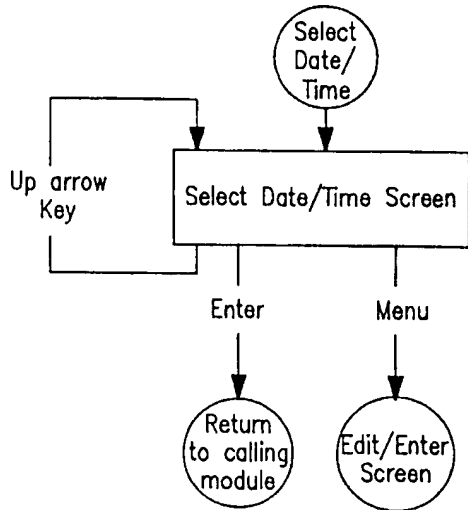 Select
Date/
Time
Up arrow
Key
Select Date/Time Screen
Enter
Menu
Return
to calling
module
Edit/Enter
Screen